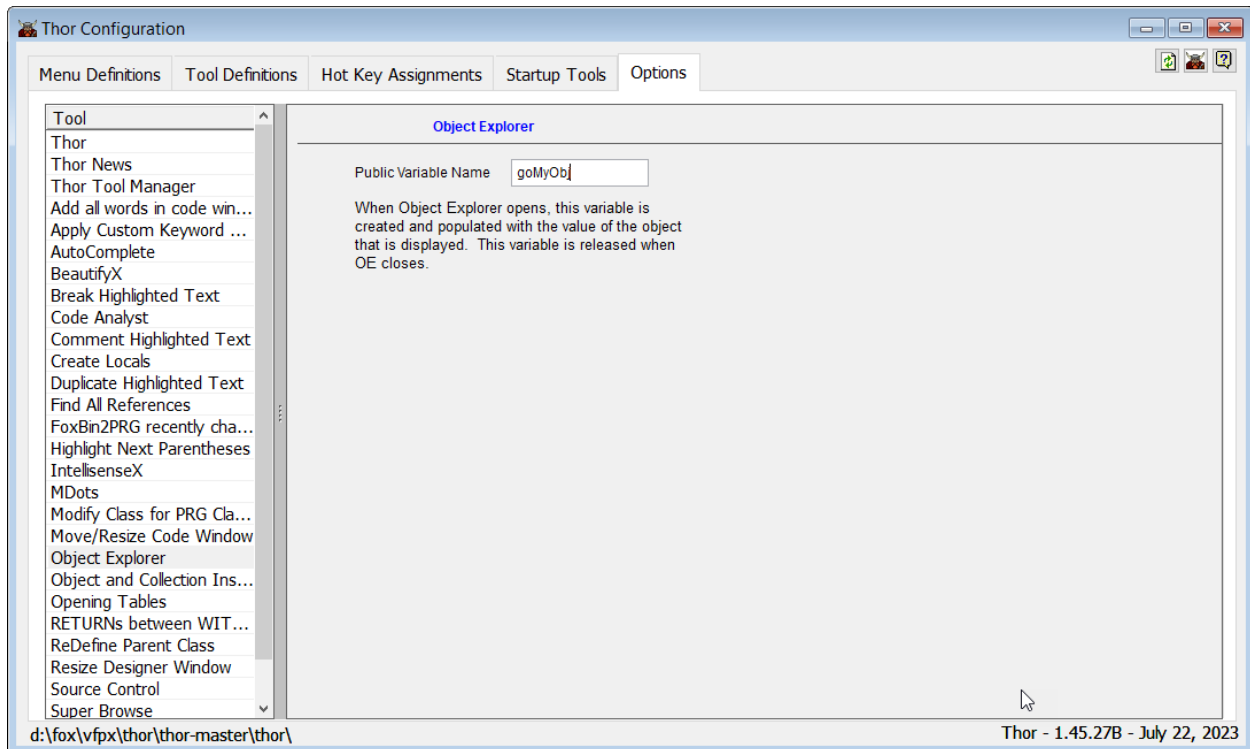 Thor Configuration
Menu Definitions
Tool Definitions
Hot Key Assignments
Startup Tools
Options
Tool
Thor
Thor News
Thor Tool Manager
Add all words in code win...
Apply Custom Keyword ...
AutoComplete
BeautifyX
Break Highlighted Text
Code Analyst
Comment Highlighted Text
Create Locals
Duplicate Highlighted Text
Find All References
FoxBin2PRG recently cha...
Highlight Next Parentheses
IntellisenseX
MDots
Modify Class for PRG Cla...
Move/Resize Code Window
Object Explorer
Object and Collection Ins...
Opening Tables
RETURNs between WIT...
ReDefine Parent Class
Resize Designer Window
Source Control
Super Browse
Object Explorer
Public Variable Name goMyObj
When Object Explorer opens, this variable is
created and populated with the value of the object
that is displayed. This variable is released when
OE closes.
d:\fox\vfpx\thor\thor-master\thor\
Thor - 1.45.27B - July 22, 2023